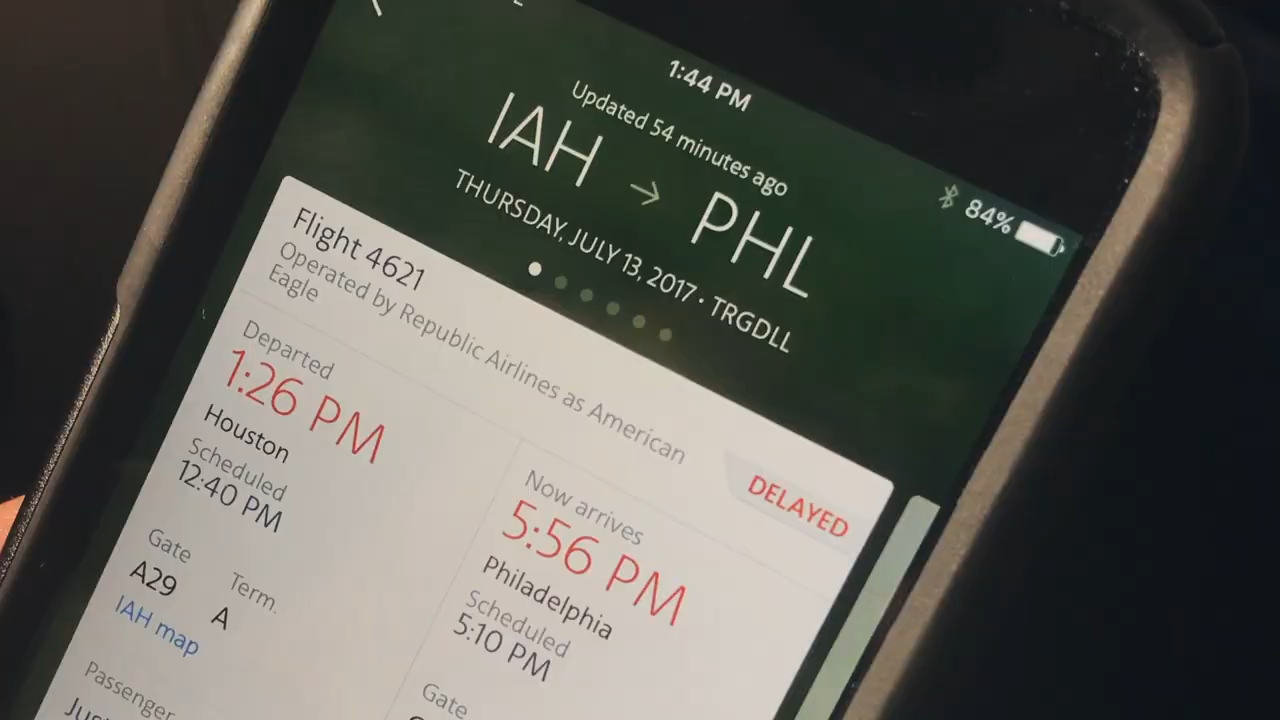 1:44 PM
84%
Updated 54 minutes ago
IAH → PHL
THURSDAY, JULY 13, 2017 • TRGDLL
Flight 4621
Operated by Republic Airlines as American
Eagle
DELAYED
Departed
1:26 PM
Houston
Scheduled
12:40 PM
Gate
Term.
A29
A
IAH map
Passenger
Now arrives
5:56 PM
Philadelphia
Scheduled
5:10 PM
Gate